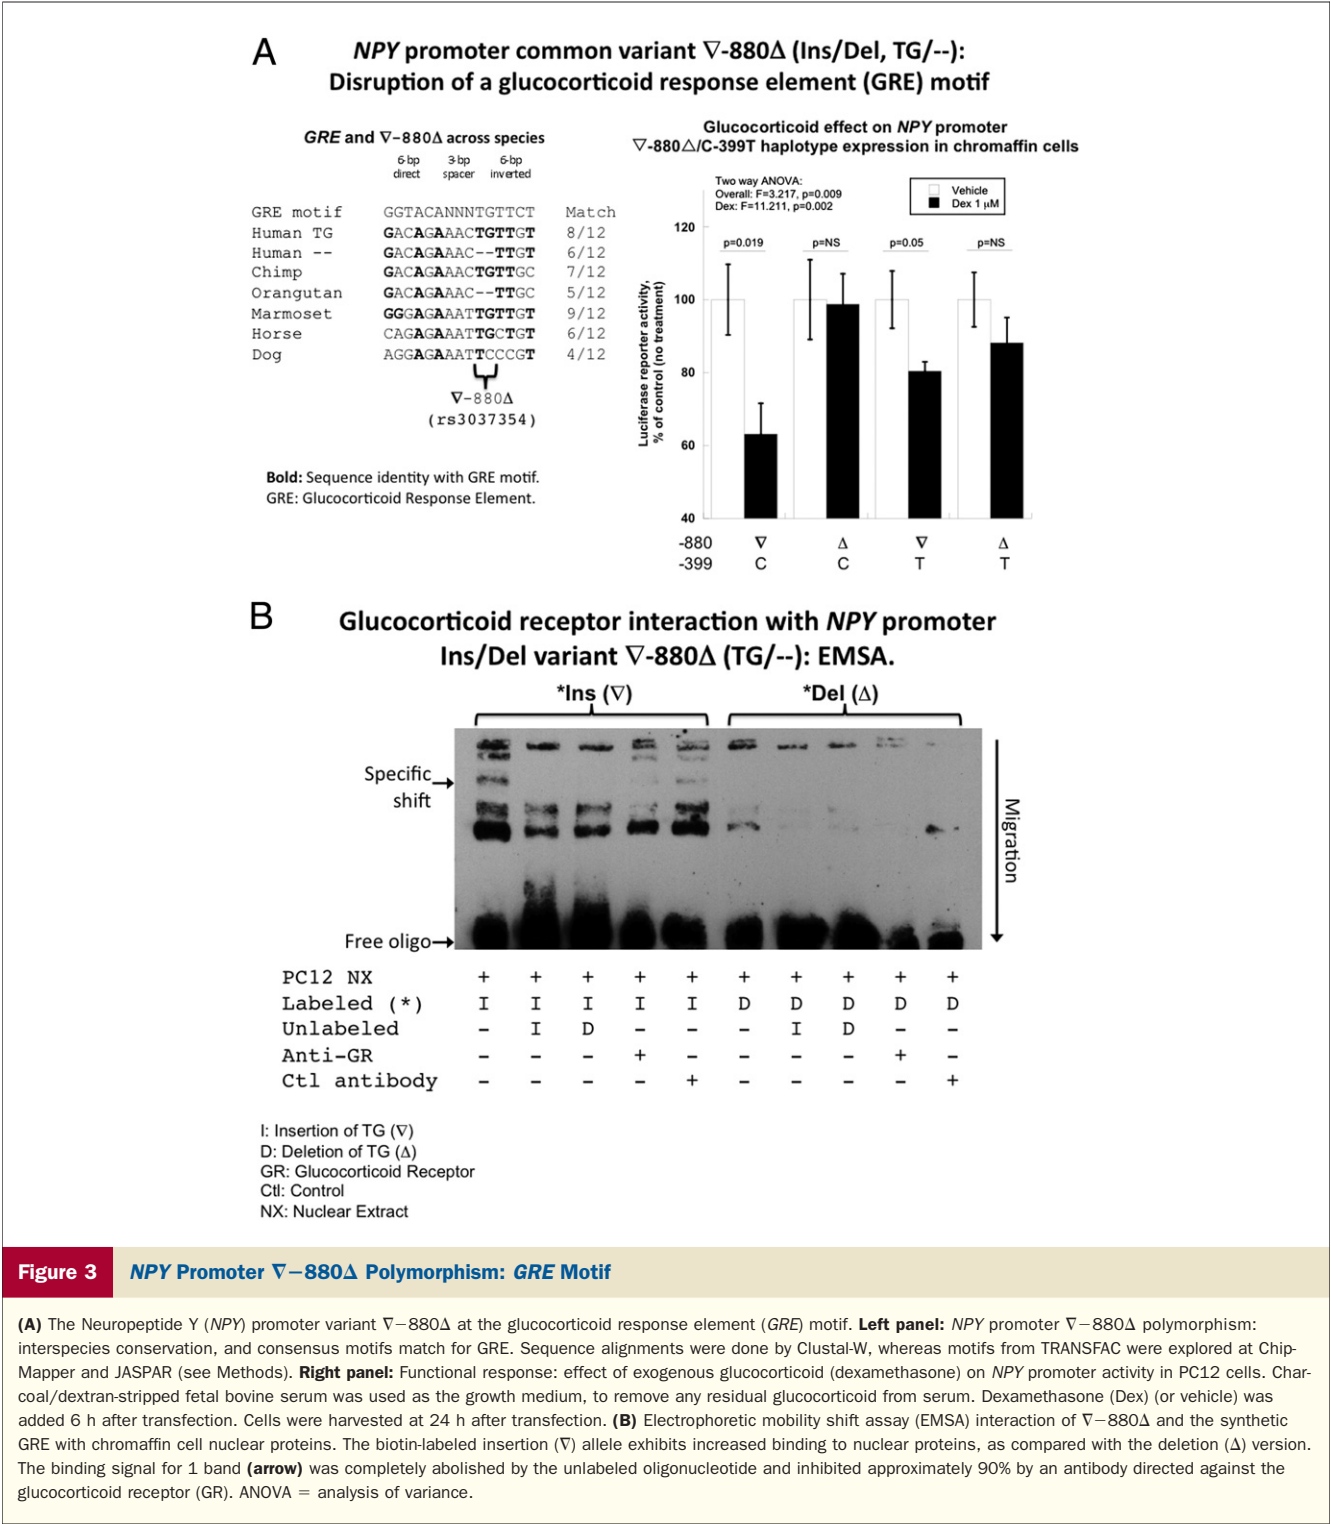 A
NPY promoter common variant ∇-880Δ (Ins/Del, TG/--):
Disruption of a glucocorticoid response element (GRE) motif
GRE and ∇-880Δ across species
6-bp direct 3-bp spacer 6-bp inverted
GRE motif GGTACANNNTGTTCT Match
Human TG GACAGAAACTGTTGT 8/12
Human -- GACAGAAAC--TTGT 6/12
Chimp GACAGAAACTGTTGC 7/12
Orangutan GACAGAAAC--TTGC 5/12
Marmoset GGGAGAAATTGTTGT 9/12
Horse CAGAGAAATTGCTGT 6/12
Dog AGGAGAAATTCCCGT 4/12
∇-880Δ
(rs3037354)
Bold: Sequence identity with GRE motif.
GRE: Glucocorticoid Response Element.
Glucocorticoid effect on NPY promoter
∇-880△/C-399T haplotype expression in chromaffin cells
Two way ANOVA:
Overall: F=3.217, p=0.009
Dex: F=11.211, p=0.002
Vehicle
Dex 1 μM
Luciferase reporter activity,
% of control (no treatment)
120
100
80
60
40
p=0.019 p=NS p=0.05 p=NS
-880 ∇ Δ ∇ Δ
-399 C C T T
B
Glucocorticoid receptor interaction with NPY promoter
Ins/Del variant ∇-880Δ (TG/--): EMSA.
*Ins (∇) *Del (Δ)
Specific
shift
Free oligo
Migration
PC12 NX + + + + + + + + + +
Labeled (*) I I I I I D D D D D
Unlabeled – I D – – – I D – –
Anti-GR – – – + – – – – + –
Ctl antibody – – – – + – – – – +
I: Insertion of TG (∇)
D: Deletion of TG (Δ)
GR: Glucocorticoid Receptor
Ctl: Control
NX: Nuclear Extract
Figure 3 NPY Promoter ∇−880Δ Polymorphism: GRE Motif
(A) The Neuropeptide Y (NPY) promoter variant ∇−880Δ at the glucocorticoid response element (GRE) motif. Left panel: NPY promoter ∇−880Δ polymorphism:
interspecies conservation, and consensus motifs match for GRE. Sequence alignments were done by Clustal-W, whereas motifs from TRANSFAC were explored at Chip-
Mapper and JASPAR (see Methods). Right panel: Functional response: effect of exogenous glucocorticoid (dexamethasone) on NPY promoter activity in PC12 cells. Char-
coal/dextran-stripped fetal bovine serum was used as the growth medium, to remove any residual glucocorticoid from serum. Dexamethasone (Dex) (or vehicle) was
added 6 h after transfection. Cells were harvested at 24 h after transfection. (B) Electrophoretic mobility shift assay (EMSA) interaction of ∇−880Δ and the synthetic
GRE with chromaffin cell nuclear proteins. The biotin-labeled insertion (∇) allele exhibits increased binding to nuclear proteins, as compared with the deletion (Δ) version.
The binding signal for 1 band (arrow) was completely abolished by the unlabeled oligonucleotide and inhibited approximately 90% by an antibody directed against the
glucocorticoid receptor (GR). ANOVA = analysis of variance.